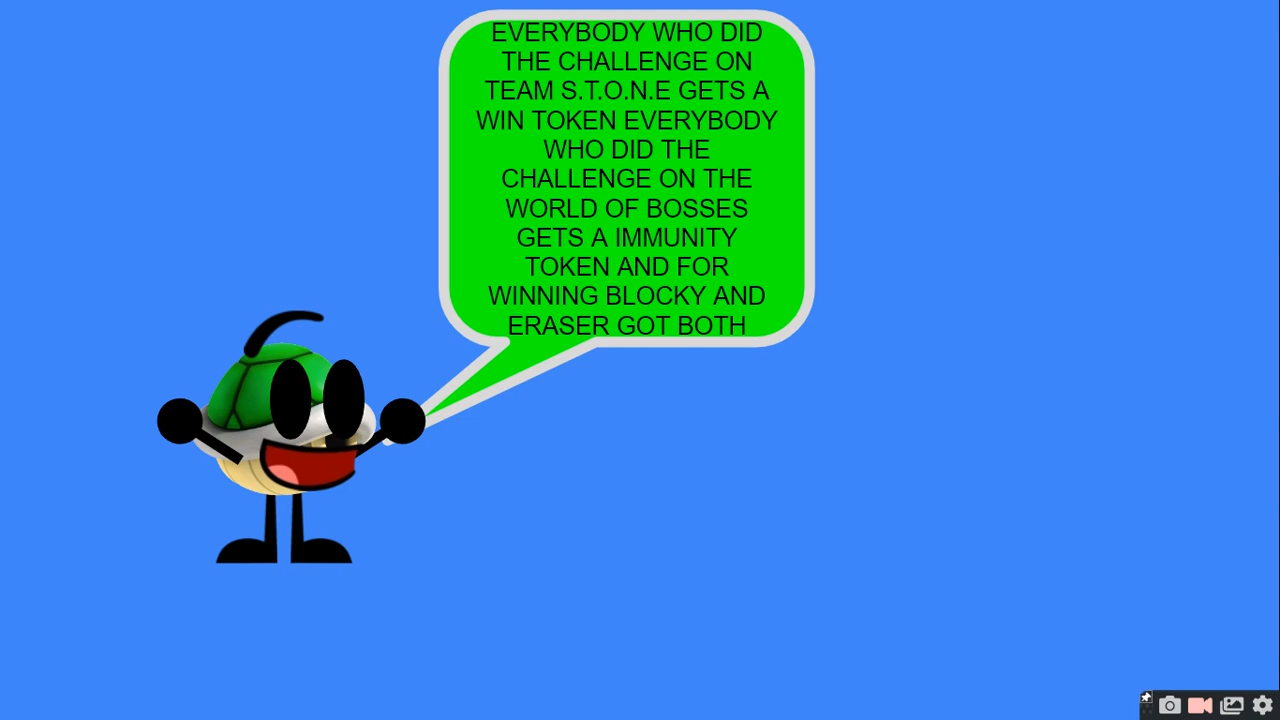 EVERYBODY WHO DID
THE CHALLENGE ON
TEAM S.T.O.N.E GETS A
WIN TOKEN EVERYBODY
WHO DID THE
CHALLENGE ON THE
WORLD OF BOSSES
GETS A IMMUNITY
TOKEN AND FOR
WINNING BLOCKY AND
ERASER GOT BOTH